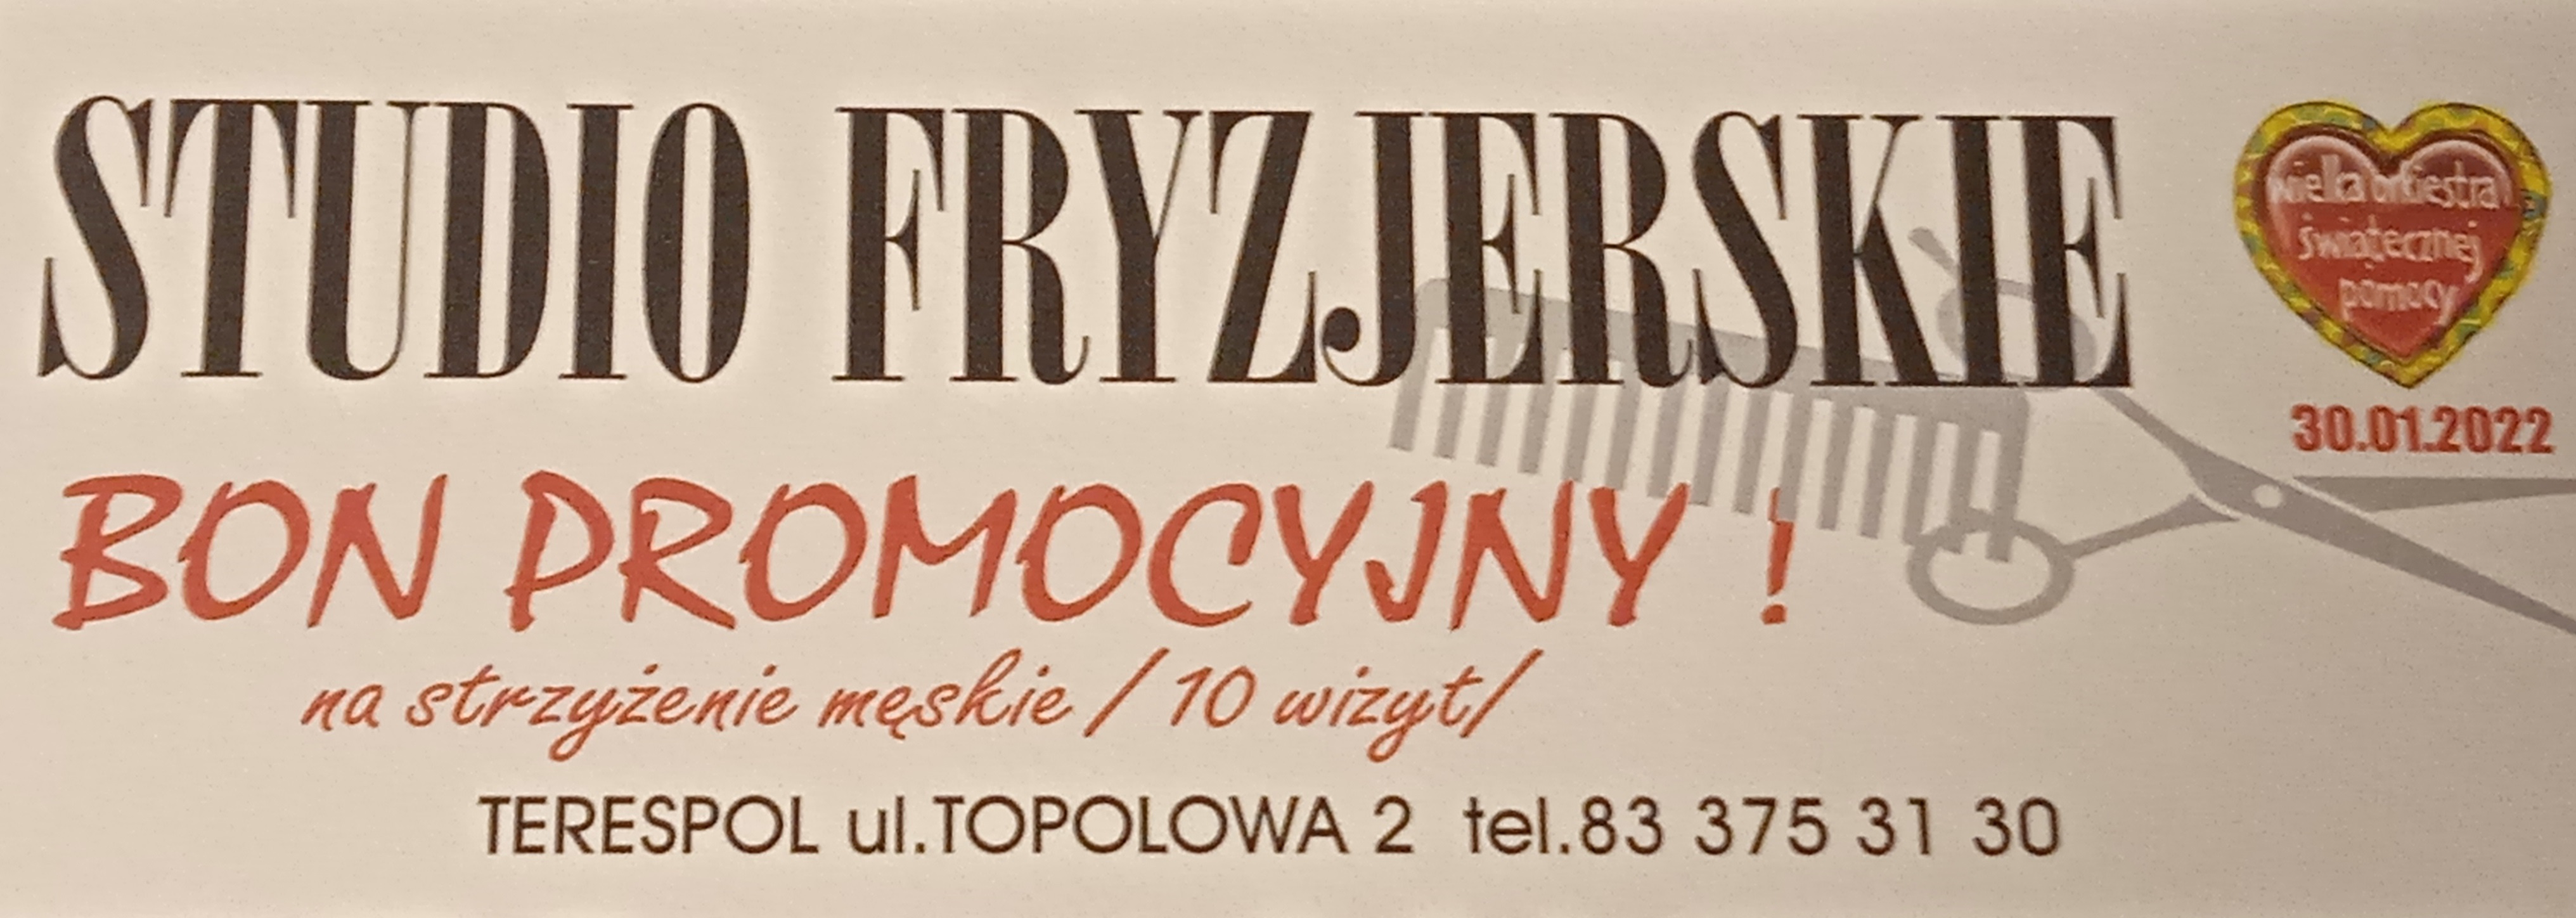 STUDIO FRYZJERSKIE
wielka orkiestra
świątecznej
pomocy
30.01.2022
BON PROMOCYJNY !
na strzyżenie męskie / 10 wizyt/
TERESPOL ul.TOPOLOWA 2 tel.83 375 31 30